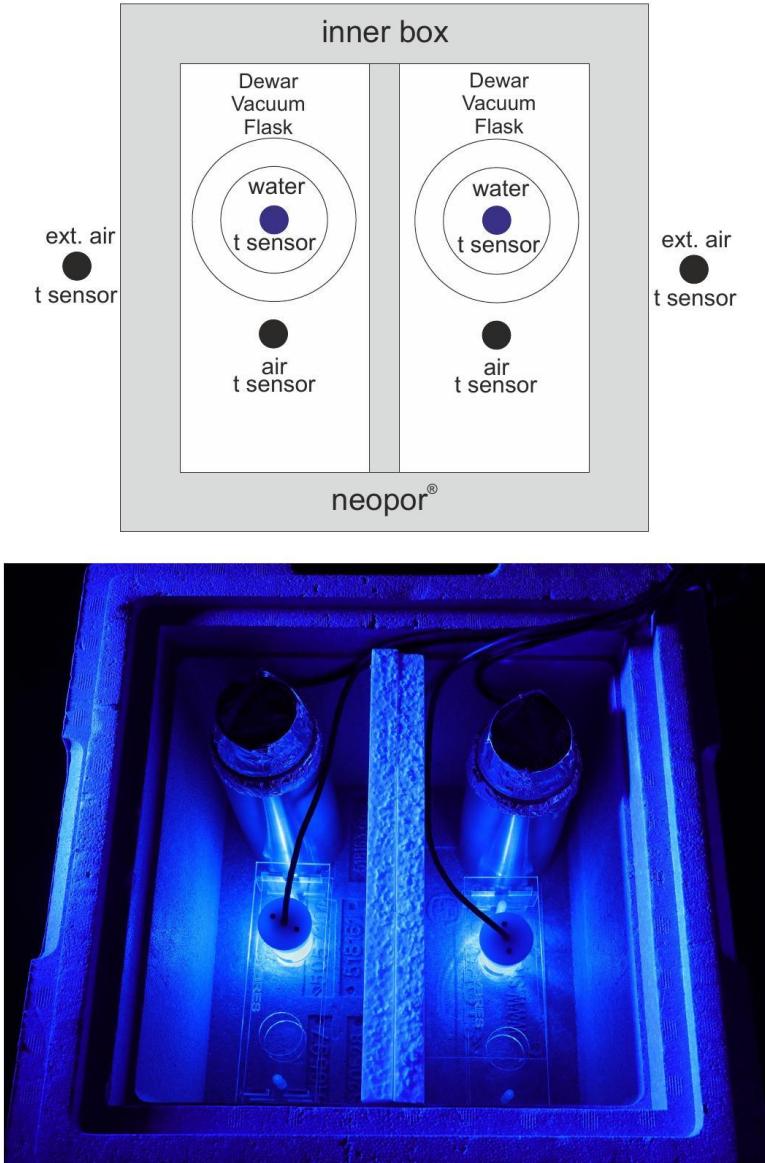 inner box
Dewar
Vacuum
Flask
water
t sensor
air
t sensor
Dewar
Vacuum
Flask
water
t sensor
air
t sensor
ext. air
t sensor
ext. air
t sensor
neopor®